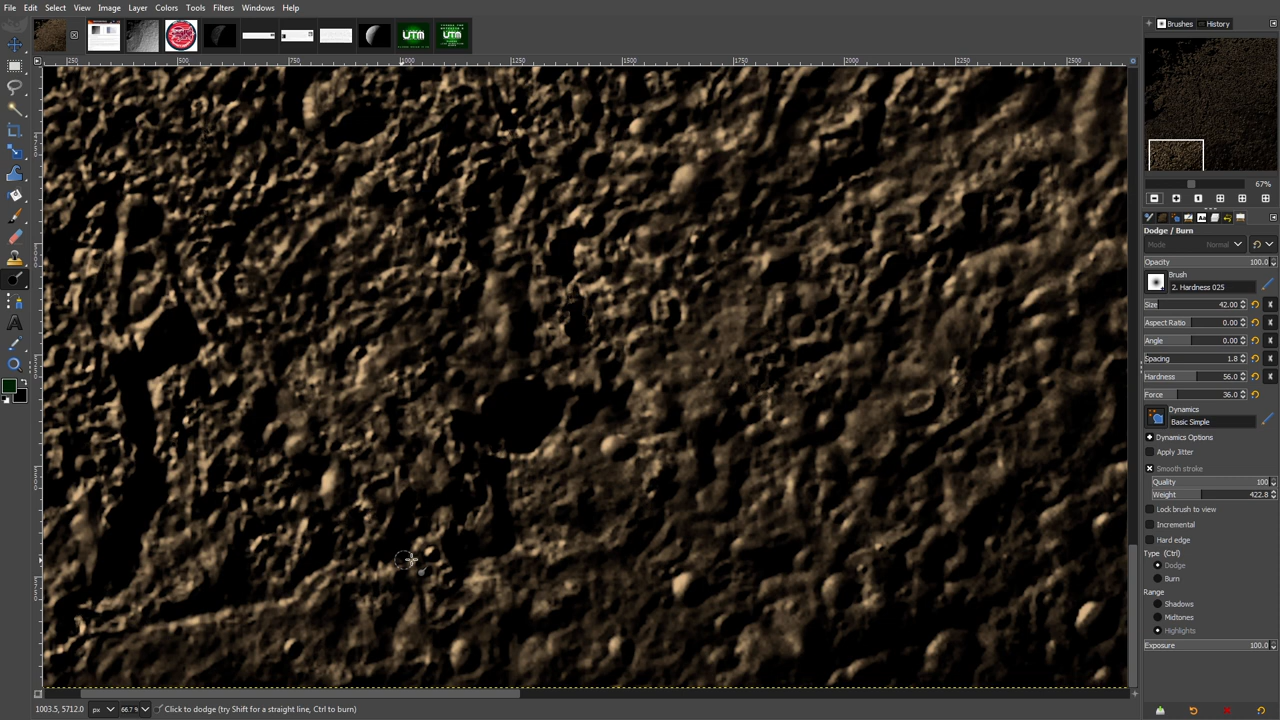 File Edit Select View Image Layer Colors Tools Filters Windows Help
UTM UTM
Brushes History
250 500 750 1000 1250 1500 1750 2000 2250 2500
67%
Dodge / Burn
Mode Normal
Opacity 100.0
Brush
2. Hardness 025
Size 42.00
Aspect Ratio 0.00
Angle 0.00
Spacing 1.8
Hardness 56.0
Force 36.0
Dynamics
Basic Simple
Dynamics Options
Apply Jitter
Smooth stroke
Quality 100
Weight 422.8
Lock brush to view
Incremental
Hard edge
Type (Ctrl)
Dodge
Burn
Range
Shadows
Midtones
Highlights
Exposure 100.0
1003.5, 5712.0 px 66.7 % Click to dodge (try Shift for a straight line, Ctrl to burn)